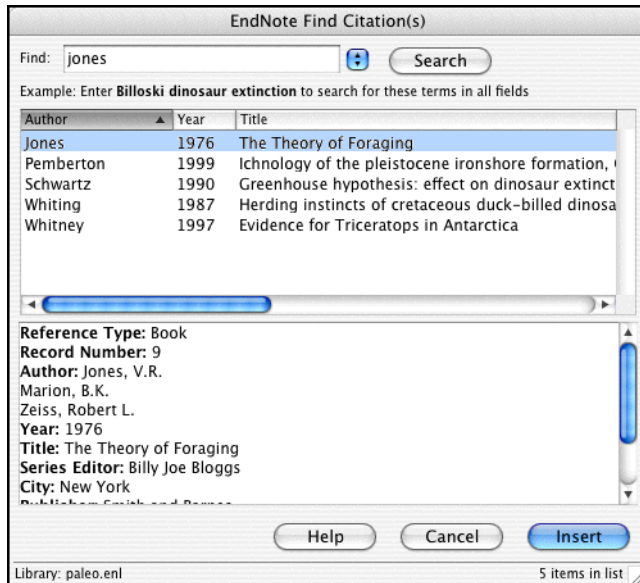 EndNote Find Citation(s)
Find: jones Search
Example: Enter Billoski dinosaur extinction to search for these terms in all fields
Author Year Title
Jones 1976 The Theory of Foraging
Pemberton 1999 Ichnology of the pleistocene ironshore formation,
Schwartz 1990 Greenhouse hypothesis: effect on dinosaur extinct
Whiting 1987 Herding instincts of cretaceous duck-billed dinosa
Whitney 1997 Evidence for Triceratops in Antarctica
Reference Type: Book
Record Number: 9
Author: Jones, V.R.
Marion, B.K.
Zeiss, Robert L.
Year: 1976
Title: The Theory of Foraging
Series Editor: Billy Joe Bloggs
City: New York
Publisher: Smith and Barnes
Help Cancel Insert
Library: paleo.enl 5 items in list